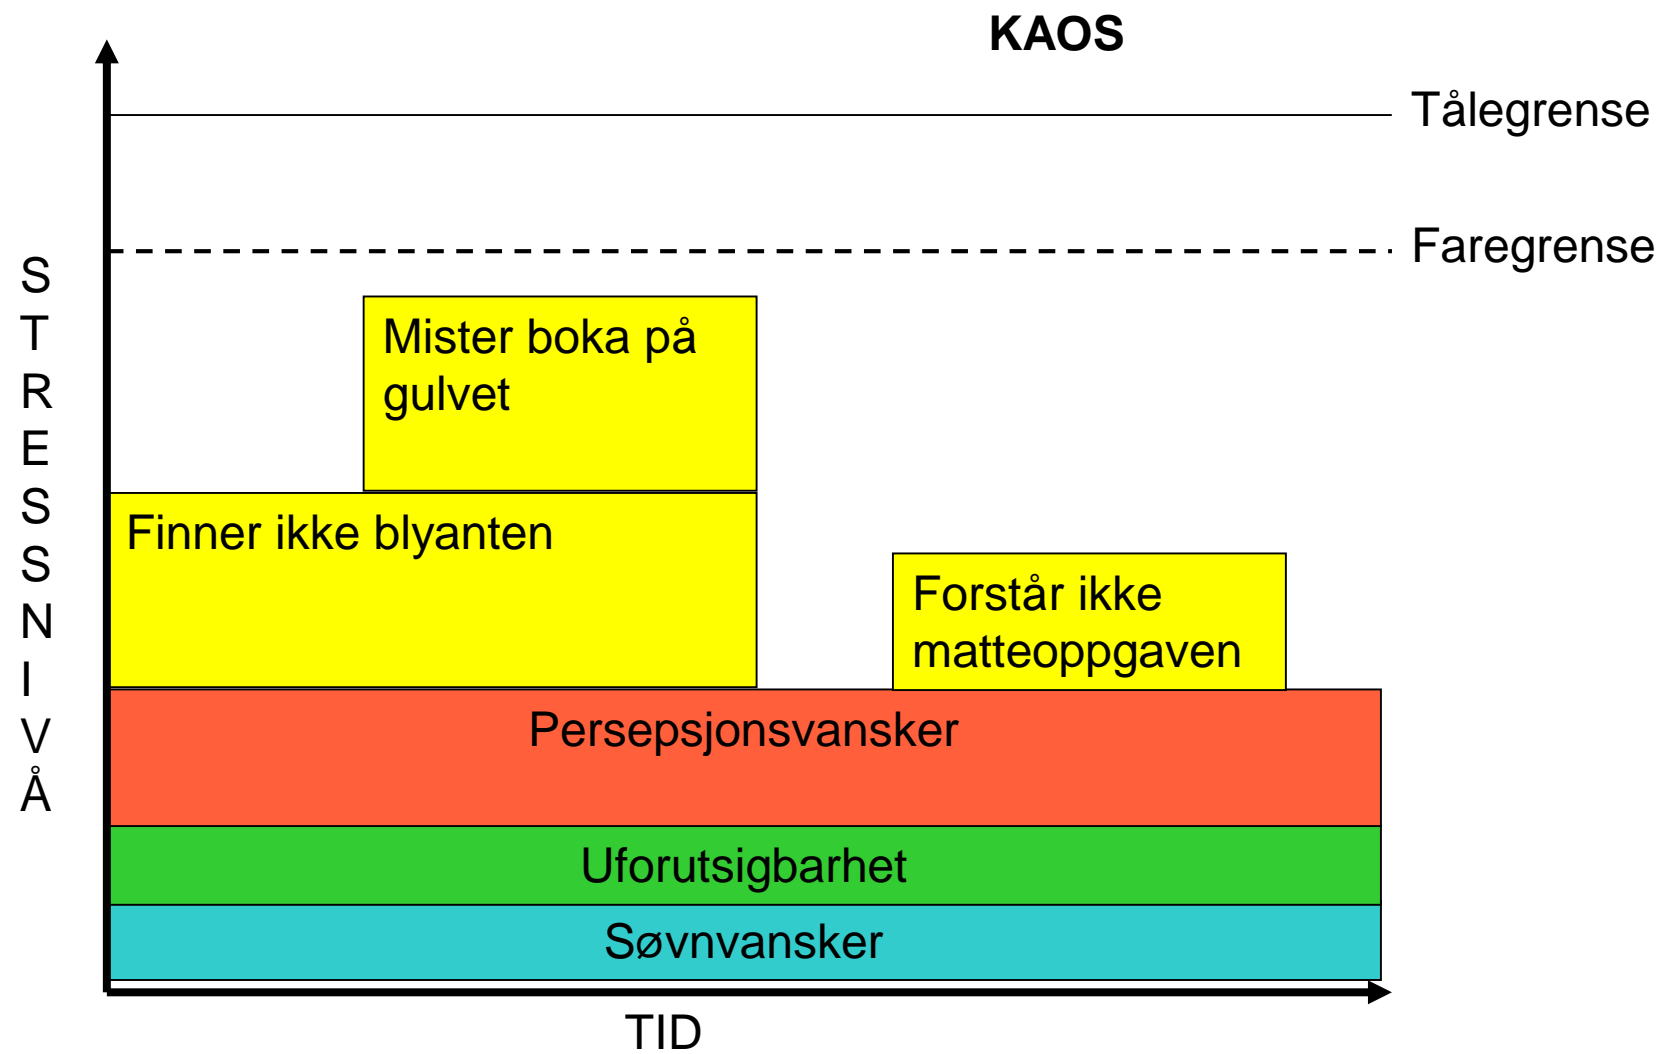 KAOS
Tålegrense
Faregrense
S
T
R
E
S
S
N
I
V
Å
Mister boka på
gulvet
Finner ikke blyanten
Forstår ikke
matteoppgaven
Persepsjonsvansker
Uforutsigbarhet
Søvnvansker
TID